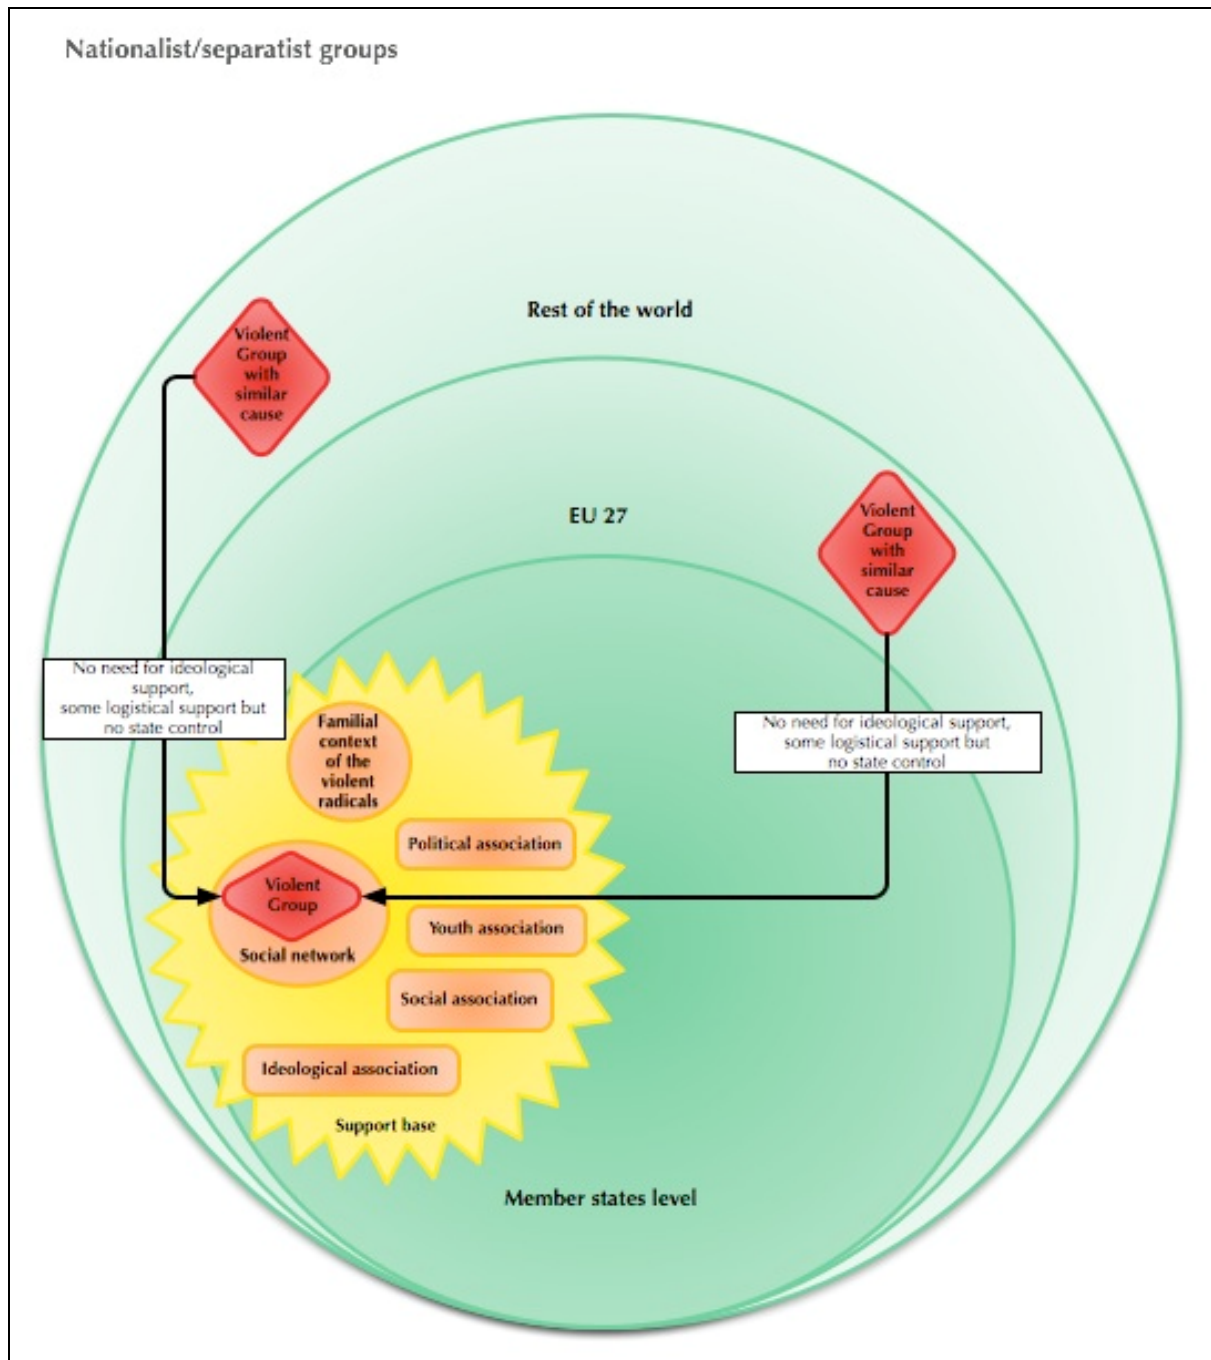 Nationalist/separatist groups
Rest of the world
Violent
Group
with
similar
cause
EU 27
Violent
Group
with
similar
cause
No need for ideological
support,
some logistical support but
no state control
No need for ideological support,
some logistical support but
no state control
Familial
context
of the
violent
radicals
Political association
Violent
Group
Social network
Youth association
Social association
Ideological association
Support base
Member states level